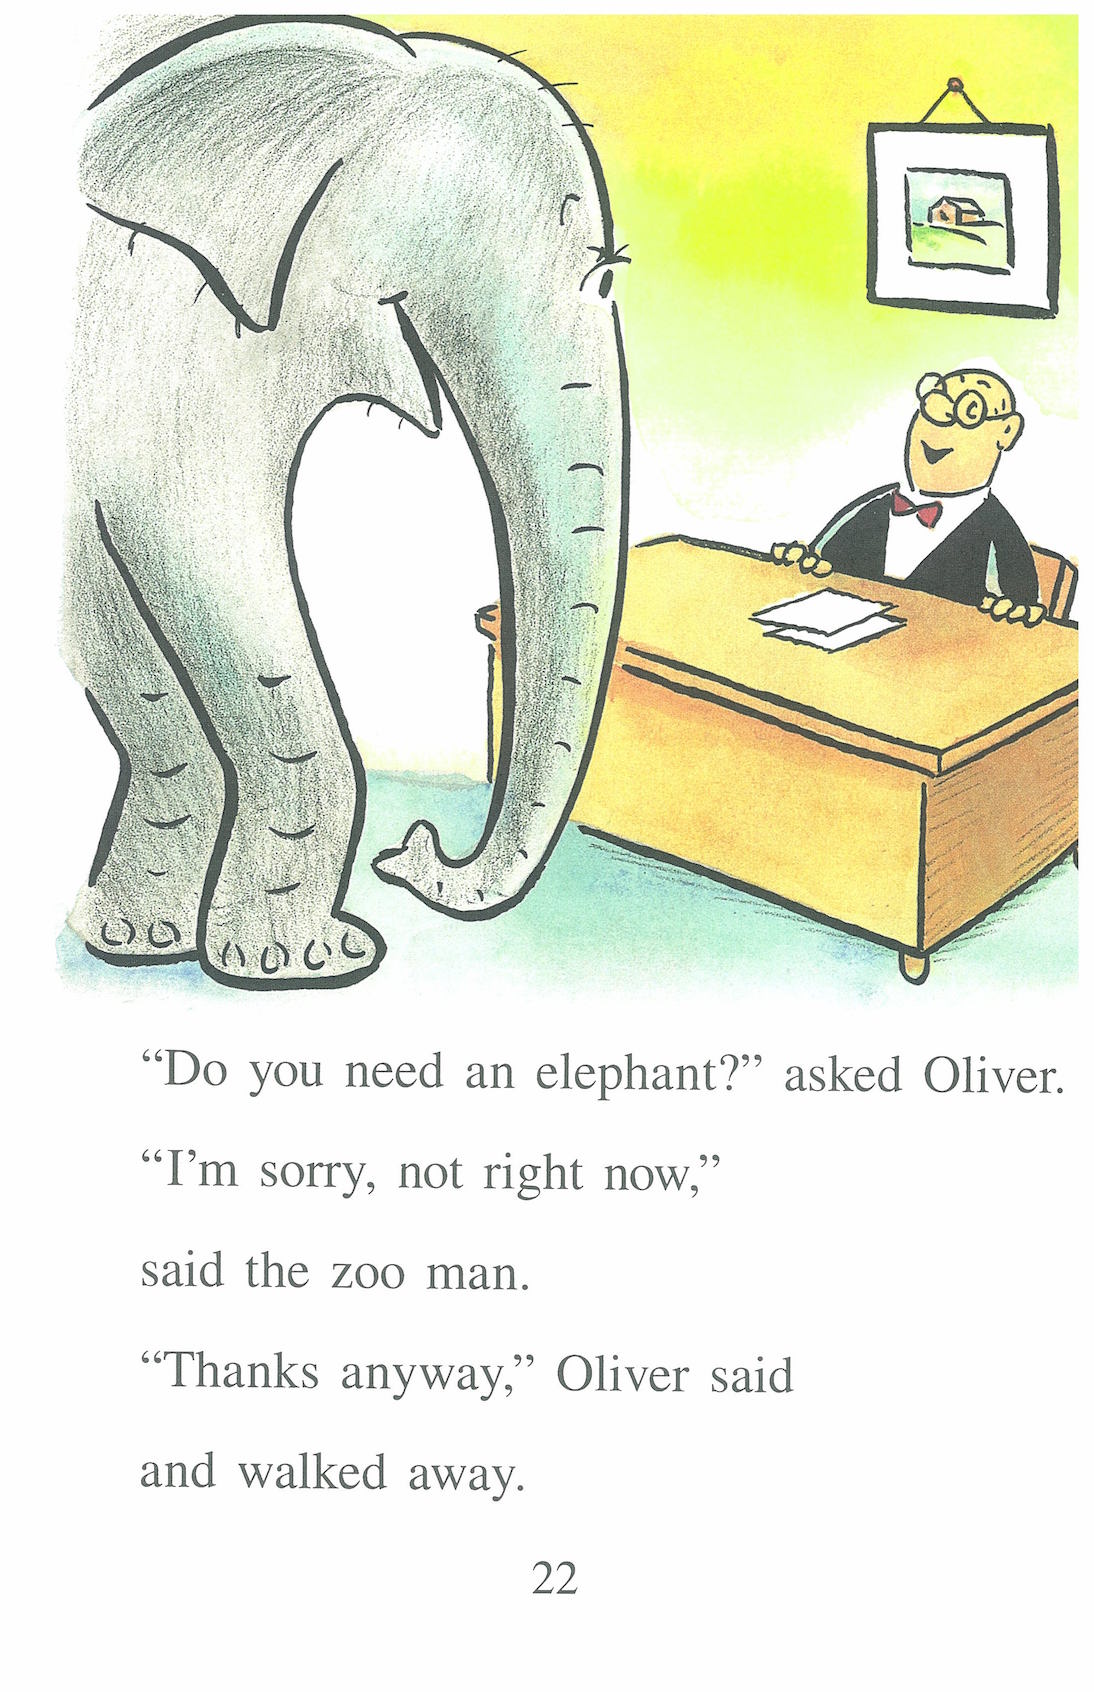 “Do you need an elephant?” asked Oliver.
“I’m sorry, not right now,”
said the zoo man.
“Thanks anyway,” Oliver said
and walked away.
22